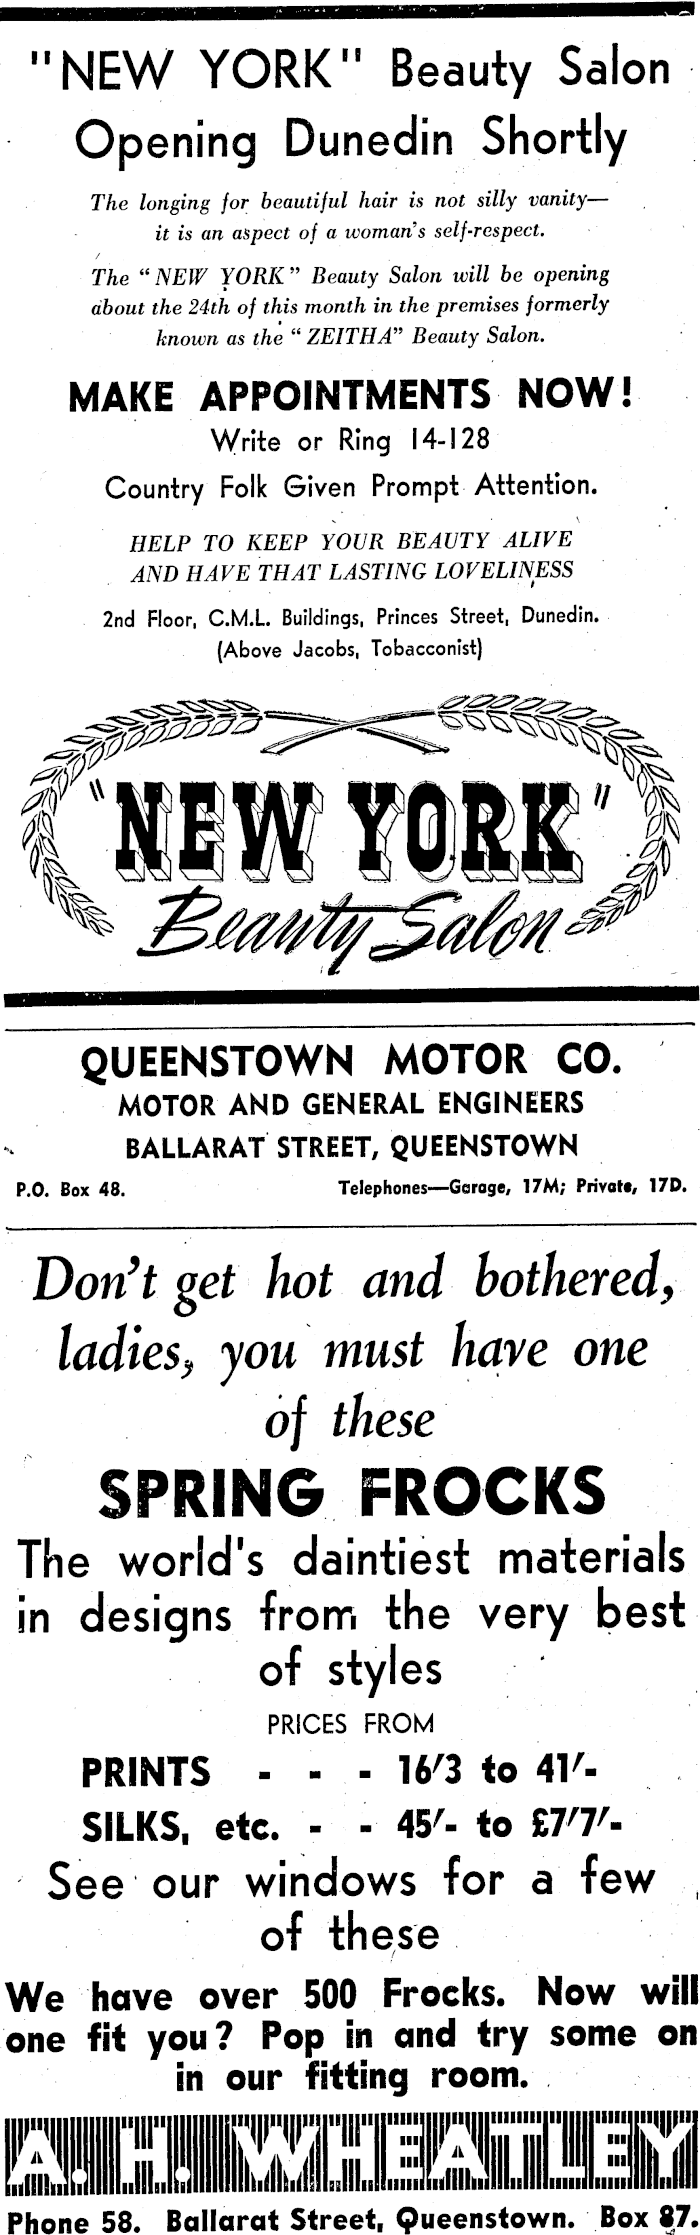 "NEW YORK" Beauty Salon
Opening Dunedin Shortly
The longing for beautiful hair is not silly vanity—
it is an aspect of a woman's self-respect.
The "NEW YORK" Beauty Salon will be opening
about the 24th of this month in the premises formerly
known as the "ZEITHA" Beauty Salon.
MAKE APPOINTMENTS NOW!
Write or Ring 14-128
Country Folk Given Prompt Attention.
HELP TO KEEP YOUR BEAUTY ALIVE
AND HAVE THAT LASTING LOVELINESS
2nd Floor, C.M.L. Buildings, Princes Street, Dunedin.
(Above Jacobs, Tobacconist)
"NEW YORK"
Beauty Salon
QUEENSTOWN MOTOR CO.
MOTOR AND GENERAL ENGINEERS
BALLARAT STREET, QUEENSTOWN
P.O. Box 48. Telephones—Garage, 17M; Private, 17D.
Don't get hot and bothered,
ladies, you must have one
of these
SPRING FROCKS
The world's daintiest materials
in designs from the very best
of styles
PRICES FROM
PRINTS - - - 16/3 to 41/-
SILKS, etc. - - 45/- to £7/7/-
See our windows for a few
of these
We have over 500 Frocks. Now will
one fit you? Pop in and try some on
in our fitting room.
A. H. WHEATLEY
Phone 58. Ballarat Street, Queenstown. Box 87.